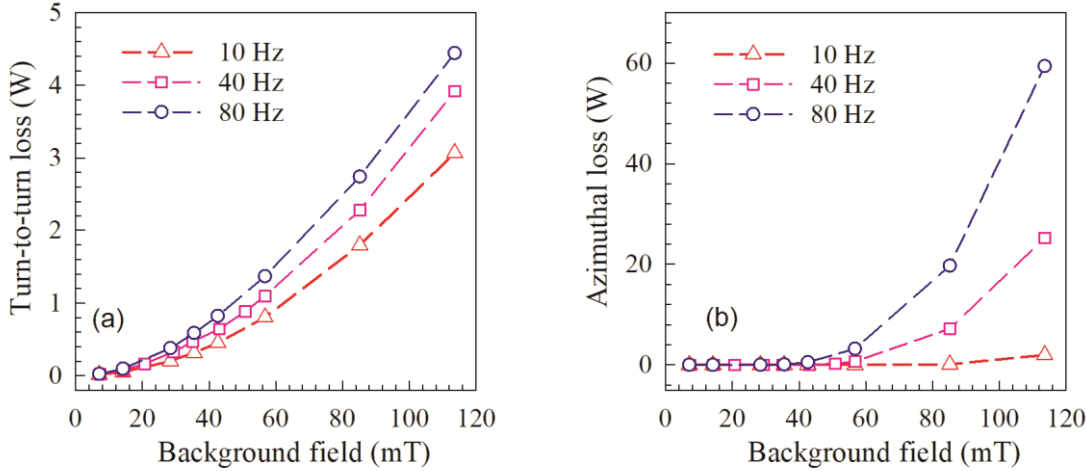 5
4
3
2
1
0
Turn-to-turn loss (W)
10 Hz
40 Hz
80 Hz
(a)
0 20 40 60 80 100 120
Background field (mT)
60
40
20
0
Azimuthal loss (W)
10 Hz
40 Hz
80 Hz
(b)
0 20 40 60 80 100 120
Background field (mT)